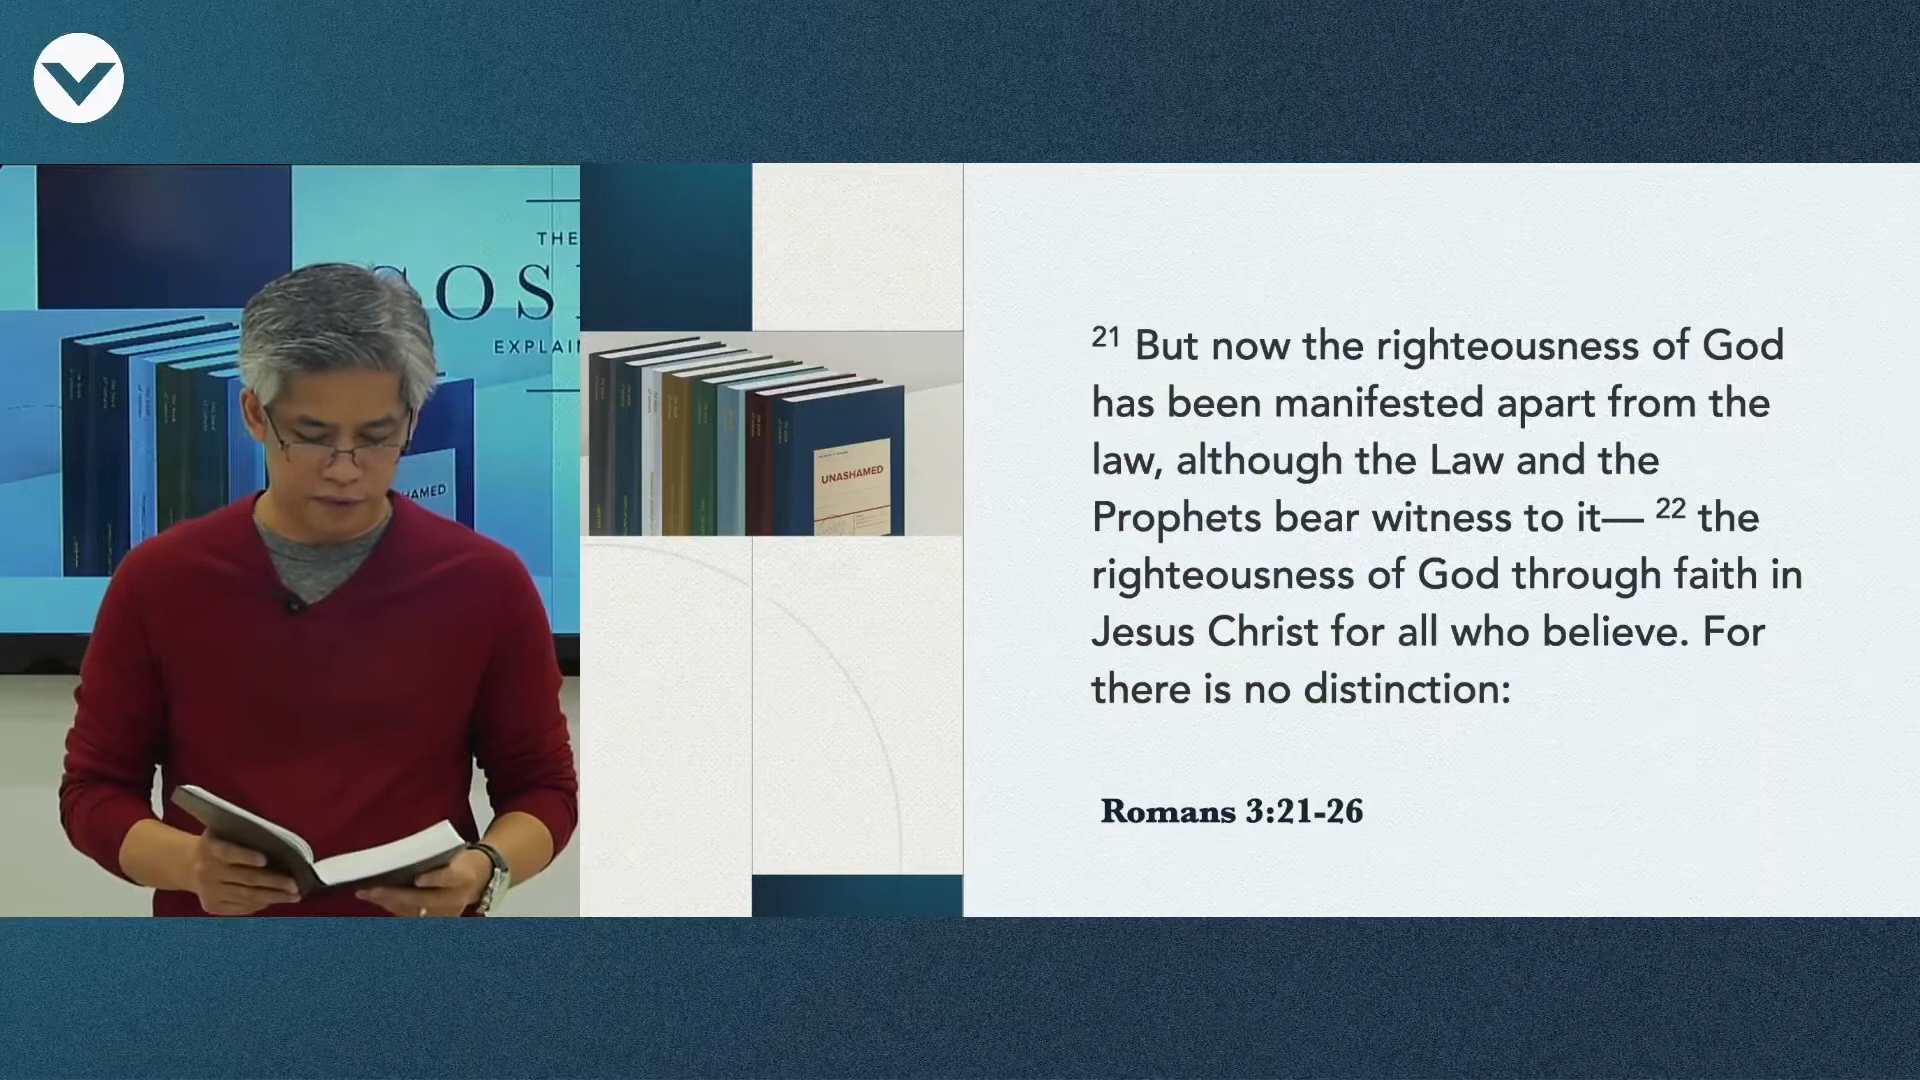 THE
GOS
EXPLAIN
HAMED
UNASHAMED
21 But now the righteousness of God
has been manifested apart from the
law, although the Law and the
Prophets bear witness to it— 22 the
righteousness of God through faith in
Jesus Christ for all who believe. For
there is no distinction:
Romans 3:21-26